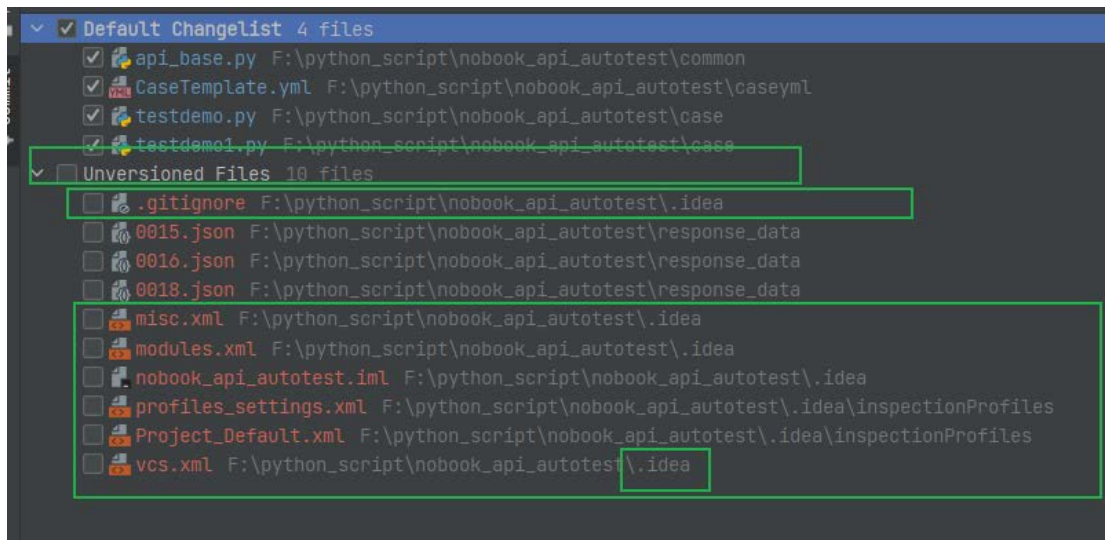 Default Changelist 4 files
api_base.py F:\python_script\nobook_api_autotest\common
CaseTemplate.yml F:\python_script\nobook_api_autotest\caseyml
testdemo.py F:\python_script\nobook_api_autotest\case
testdemo1.py F:\python_script\nobook_api_autotest\case
Unversioned Files 10 files
.gitignore F:\python_script\nobook_api_autotest\.idea
0015.json F:\python_script\nobook_api_autotest\response_data
0016.json F:\python_script\nobook_api_autotest\response_data
0018.json F:\python_script\nobook_api_autotest\response_data
misc.xml F:\python_script\nobook_api_autotest\.idea
modules.xml F:\python_script\nobook_api_autotest\.idea
nobook_api_autotest.iml F:\python_script\nobook_api_autotest\.idea
profiles_settings.xml F:\python_script\nobook_api_autotest\.idea\inspectionProfiles
Project_Default.xml F:\python_script\nobook_api_autotest\.idea\inspectionProfiles
vcs.xml F:\python_script\nobook_api_autotest\.idea